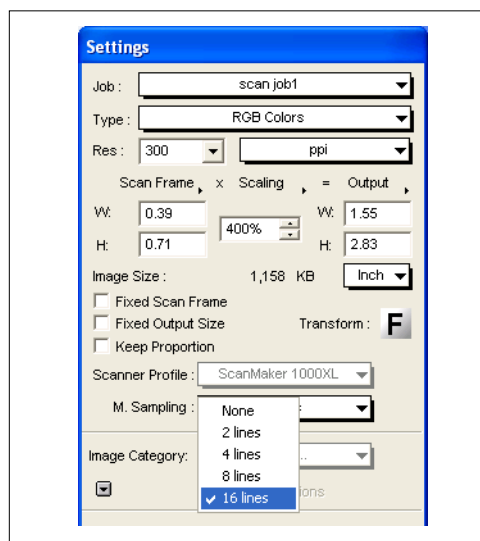 Settings
Job : scan job1
Type : RGB Colors
Res : 300 ppi
Scan Frame x Scaling = Output
W: 0.39 400% W: 1.55
H: 0.71 H: 2.83
Image Size : 1,158 KB Inch
Fixed Scan Frame
Fixed Output Size Transform : F
Keep Proportion
Scanner Profile : ScanMaker 1000XL
M. Sampling :
None
2 lines
4 lines
8 lines
Image Category: ...
16 lines